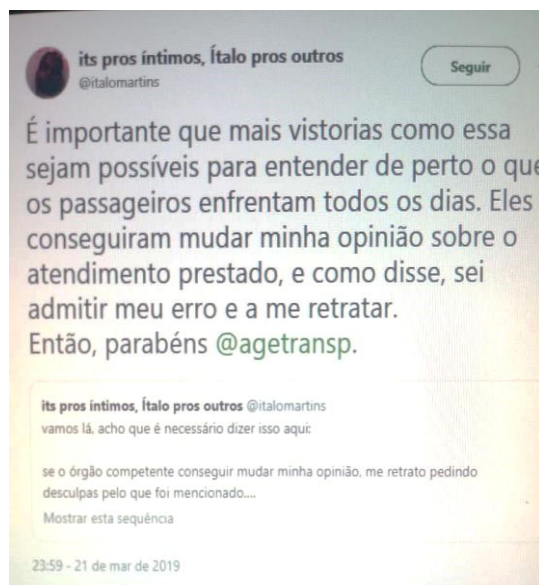 its pros íntimos, Ítalo pros outros
@italomartins
Seguir
É importante que mais vistorias como essa
sejam possíveis para entender de perto o que
os passageiros enfrentam todos os dias. Eles
conseguiram mudar minha opinião sobre o
atendimento prestado, e como disse, sei
admitir meu erro e a me retratar.
Então, parabéns @agetransp.
its pros íntimos, Ítalo pros outros @italomartins
vamos lá, acho que é necessário dizer isso aqui:
se o órgão competente conseguir mudar minha opinião, me retrato pedindo
desculpas pelo que foi mencionado....
Mostrar esta sequência
23:59 - 21 de mar de 2019